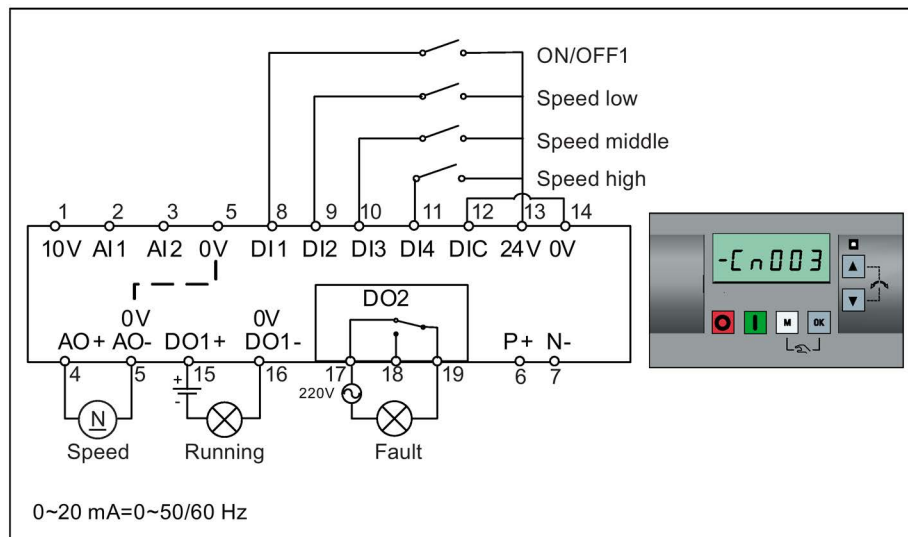 ON/OFF1
Speed low
Speed middle
Speed high
1 2 3 5 8 9 10 11 12 13 14
10V AI1 AI2 0V DI1 DI2 DI3 DI4 DIC 24V 0V
-Cn003
M OK
DO2
0V 0V
AO+ AO- DO1+ DO1- P+ N-
4 5 15 16 17 18 19 6 7
+
-
220V
N
Speed Running Fault
0~20 mA=0~50/60 Hz